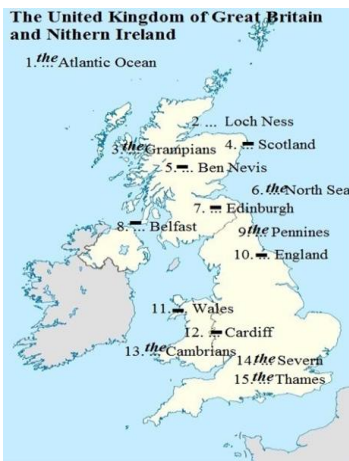 The United Kingdom of Great Britain
and Nithern Ireland
1. the ... Atlantic Ocean
2 ... Loch Ness
3. the ... Grampians
4. – ... Scotland
5. – ... Ben Nevis
6. the ... North Sea
7. – ... Edinburgh
8. – ... Belfast
9 the ... Pennines
10. – ... England
11. – ... Wales
12. – ... Cardiff
13. the ... Cambrians
14 the ... Severn
15. the ... Thames